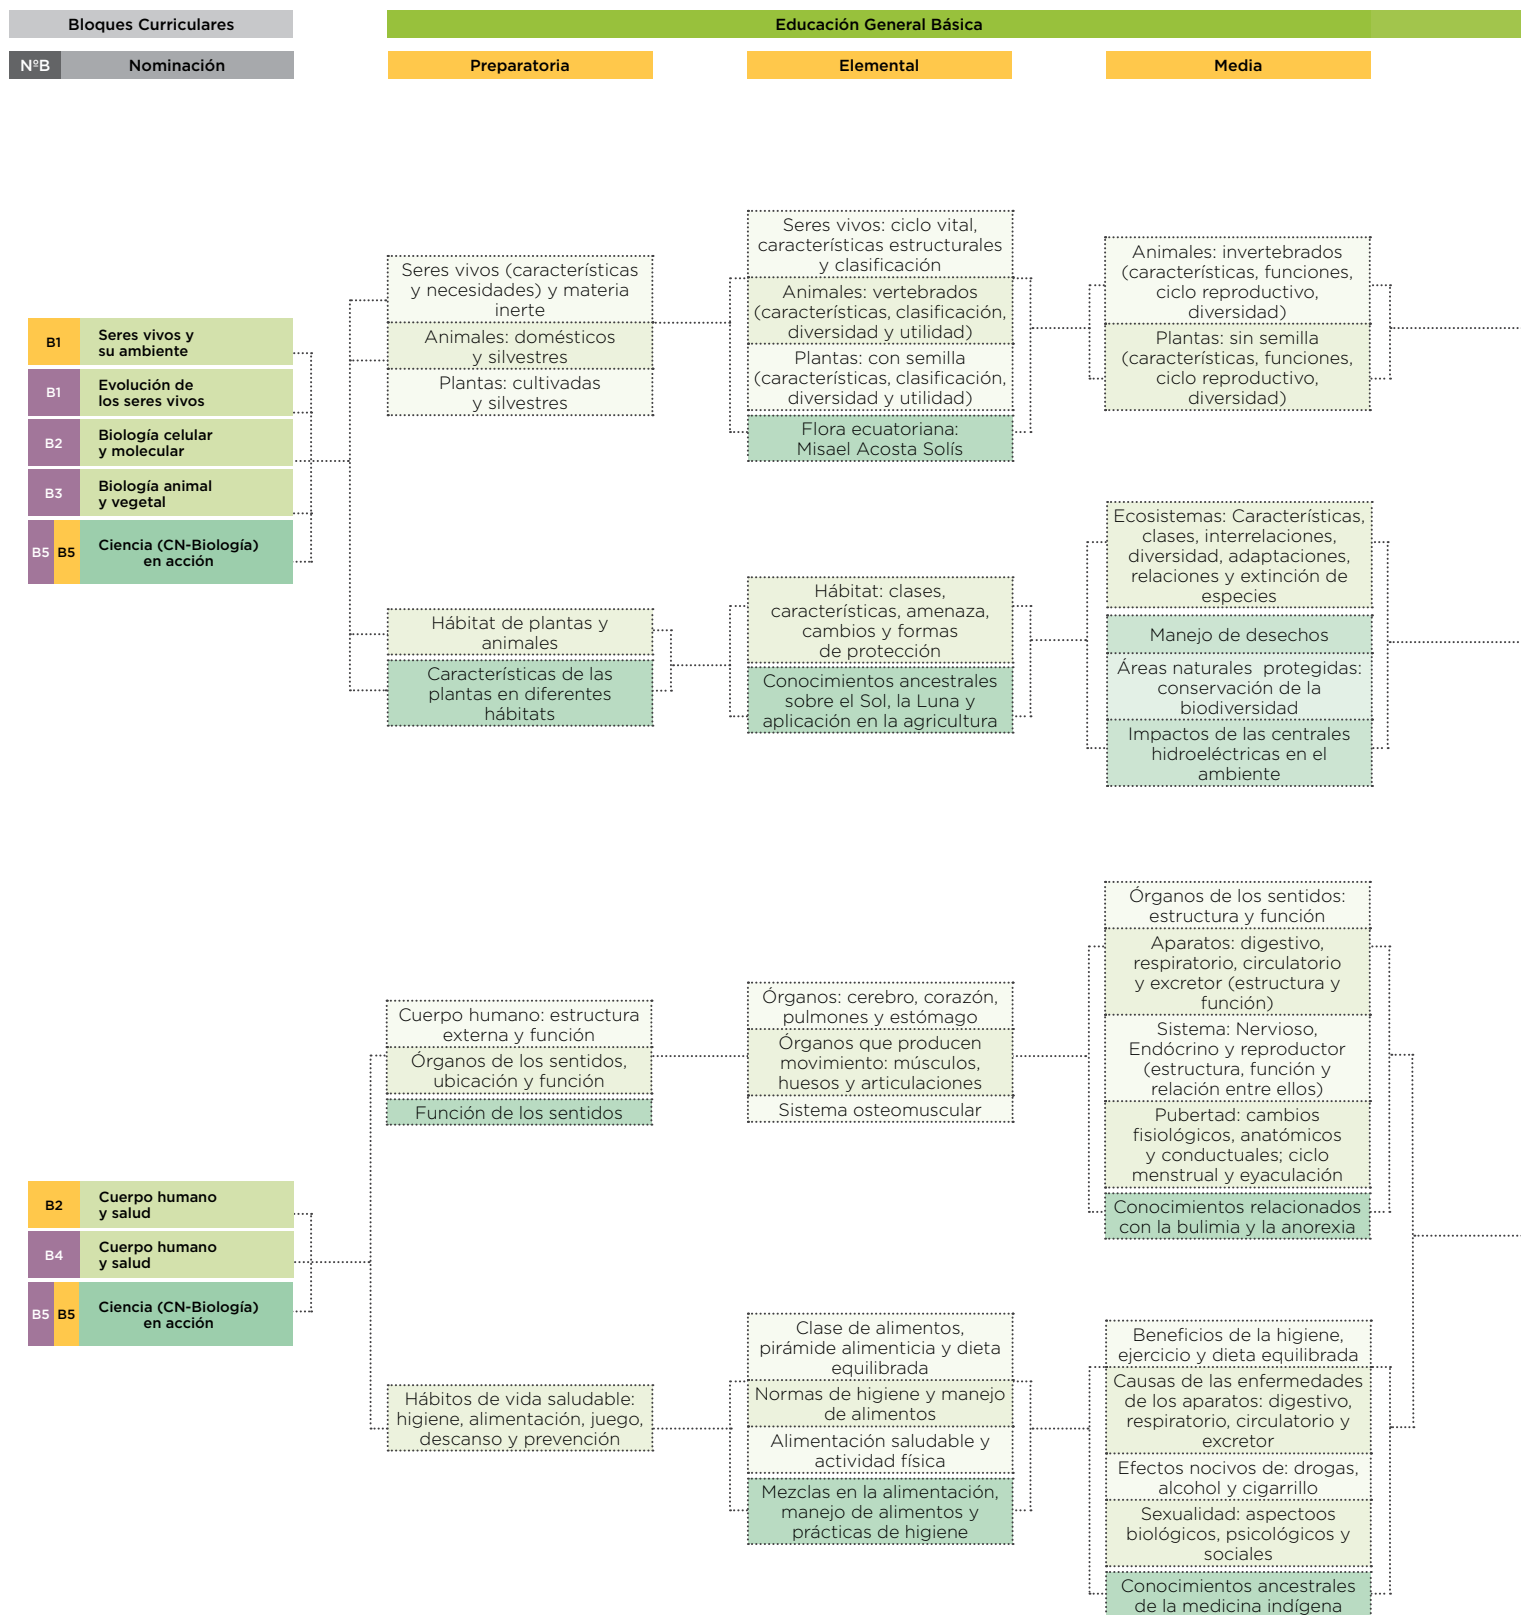 Bloques Curriculares
Educación General Básica
NºB
Nominación
Preparatoria
Elemental
Media
B1
Seres vivos y
su ambiente
B1
Evolución de
los seres vivos
B2
Biología celular
y molecular
B3
Biología animal
y vegetal
B5
B5
Ciencia (CN-Biología)
en acción
Seres vivos (características
y necesidades) y materia
inerte
Animales: domésticos
y silvestres
Plantas: cultivadas
y silvestres
Seres vivos: ciclo vital,
características estructurales
y clasificación
Animales: vertebrados
(características, clasificación,
diversidad y utilidad)
Plantas: con semilla
(características, clasificación,
diversidad y utilidad)
Flora ecuatoriana:
Misael Acosta Solís
Animales: invertebrados
(características, funciones,
ciclo reproductivo,
diversidad)
Plantas: sin semilla
(características, funciones,
ciclo reproductivo,
diversidad)
Hábitat de plantas y
animales
Características de las
plantas en diferentes
hábitats
Hábitat: clases,
características, amenaza,
cambios y formas
de protección
Conocimientos ancestrales
sobre el Sol, la Luna y
aplicación en la agricultura
Ecosistemas: Características,
clases, interrelaciones,
diversidad, adaptaciones,
relaciones y extinción de
especies
Manejo de desechos
Áreas naturales protegidas:
conservación de la
biodiversidad
Impactos de las centrales
hidroeléctricas en el
ambiente
B2
Cuerpo humano
y salud
B4
Cuerpo humano
y salud
B5
B5
Ciencia (CN-Biología)
en acción
Cuerpo humano: estructura
externa y función
Órganos de los sentidos,
ubicación y función
Función de los sentidos
Órganos: cerebro, corazón,
pulmones y estómago
Órganos que producen
movimiento: músculos,
huesos y articulaciones
Sistema osteomuscular
Órganos de los sentidos:
estructura y función
Aparatos: digestivo,
respiratorio, circulatorio
y excretor (estructura y
función)
Sistema: Nervioso,
Endócrino y reproductor
(estructura, función y
relación entre ellos)
Pubertad: cambios
fisiológicos, anatómicos
y conductuales; ciclo
menstrual y eyaculación
Conocimientos relacionados
con la bulimia y la anorexia
Hábitos de vida saludable:
higiene, alimentación, juego,
descanso y prevención
Clase de alimentos,
pirámide alimenticia y dieta
equilibrada
Normas de higiene y manejo
de alimentos
Alimentación saludable y
actividad física
Mezclas en la alimentación,
manejo de alimentos y
prácticas de higiene
Beneficios de la higiene,
ejercicio y dieta equilibrada
Causas de las enfermedades
de los aparatos: digestivo,
respiratorio, circulatorio y
excretor
Efectos nocivos de: drogas,
alcohol y cigarrillo
Sexualidad: aspectoos
biológicos, psicológicos y
sociales
Conocimientos ancestrales
de la medicina indígena